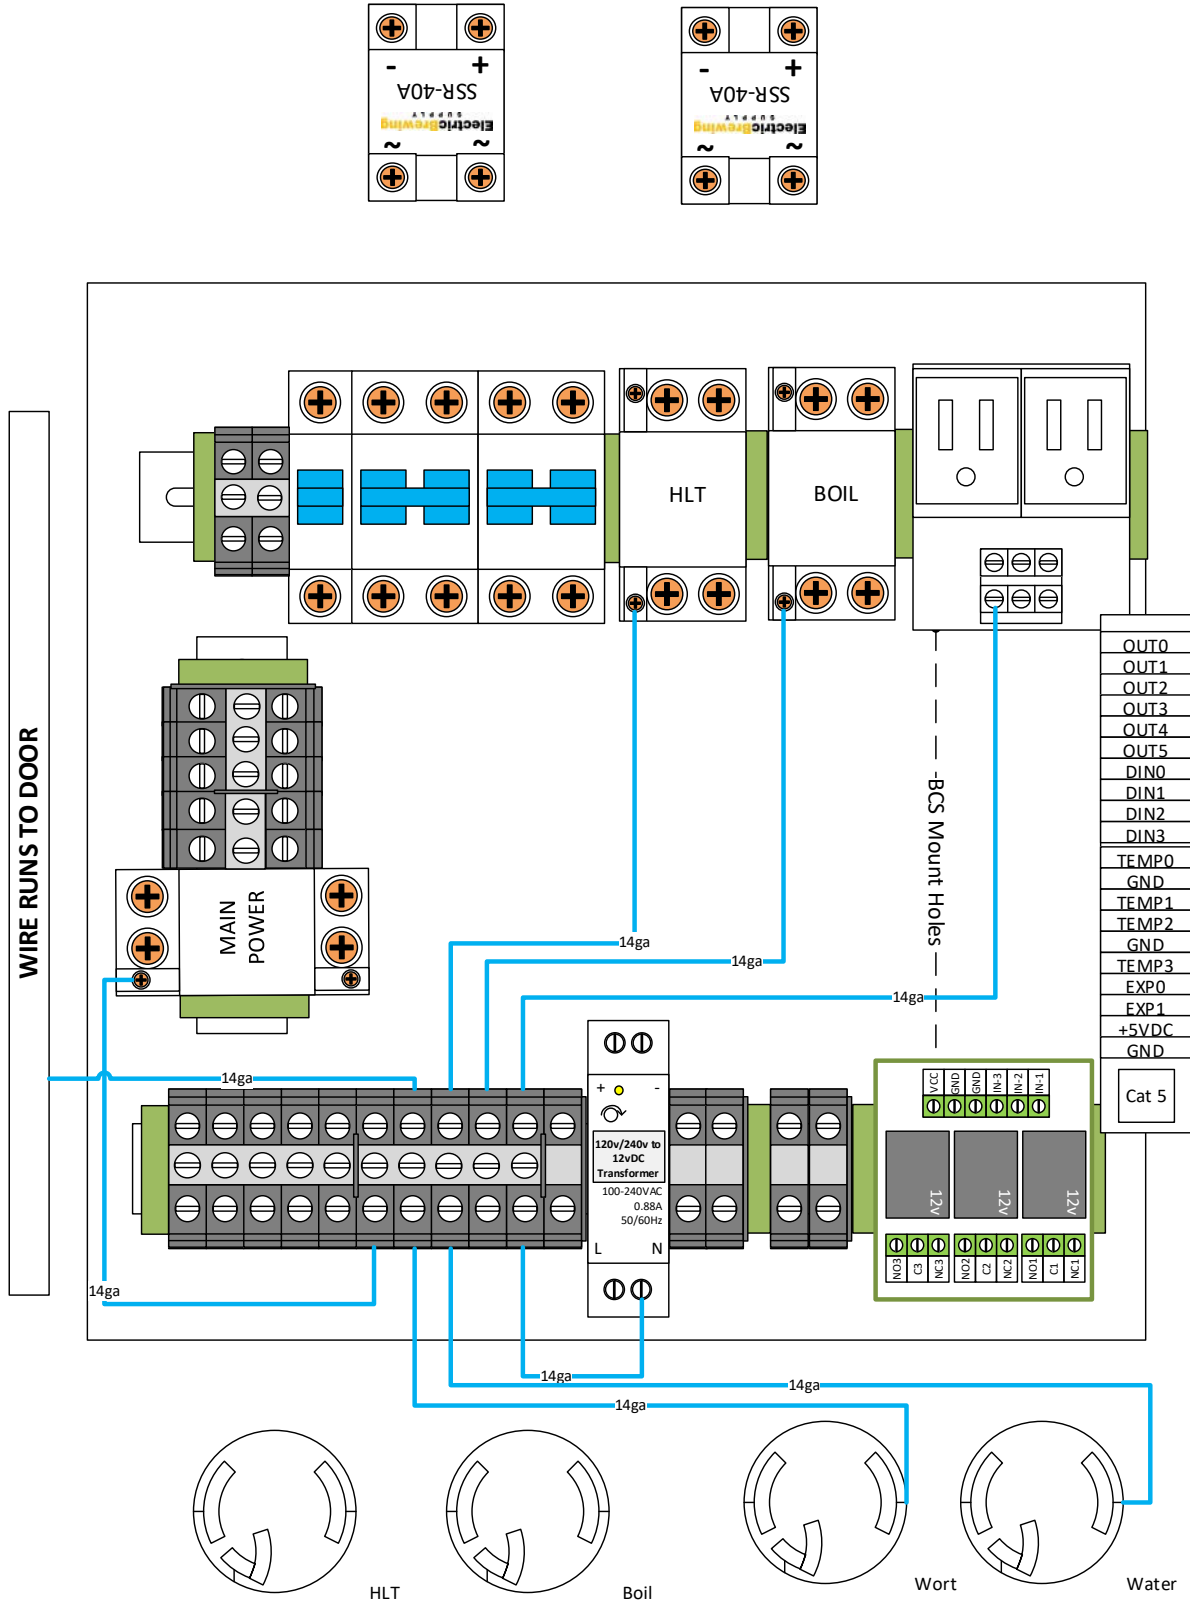 - +
SSR-40A
SUPPLY
ElectricBrewing
~ ~
- +
SSR-40A
SUPPLY
ElectricBrewing
~ ~
HLT
BOIL
WIRE RUNS TO DOOR
MAIN
POWER
BCS Mount Holes
OUT0
OUT1
OUT2
OUT3
OUT4
OUT5
DIN0
DIN1
DIN2
DIN3
TEMP0
GND
TEMP1
TEMP2
GND
TEMP3
EXP0
EXP1
+5VDC
GND
Cat 5
14ga
14ga
14ga
14ga
14ga
14ga
14ga
14ga
+ -
120v/240v to
12vDC
Transformer
100-240VAC
0.88A
50/60Hz
L N
VCC
GND
GND
IN-3
IN-2
IN-1
12v
12v
12v
NO3
C3
NC3
NO2
C2
NC2
NO1
C1
NC1
HLT
Boil
Wort
Water